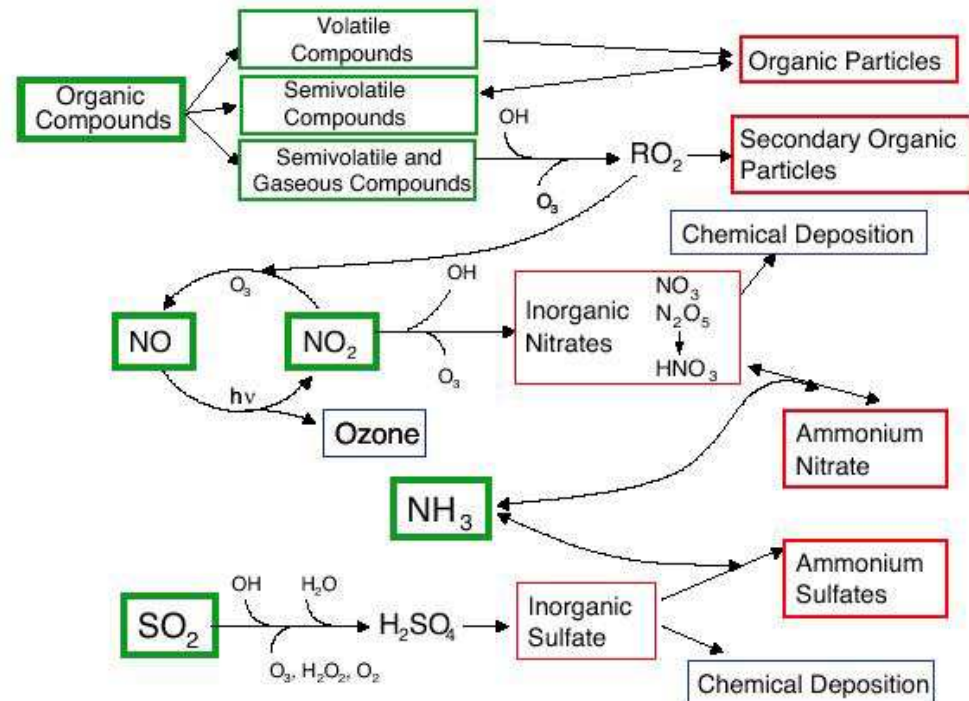 Volatile
Compounds
Organic
Compounds
Semivolatile
Compounds
Semivolatile and
Gaseous Compounds
OH
O₃
RO₂
Organic Particles
Secondary Organic
Particles
Chemical Deposition
O₃
NO
NO₂
hν
Ozone
OH
O₃
Inorganic
Nitrates
NO₃
N₂O₅
HNO₃
Ammonium
Nitrate
NH₃
Ammonium
Sulfates
SO₂
OH
H₂O
O₃, H₂O₂, O₂
H₂SO₄
Inorganic
Sulfate
Chemical Deposition